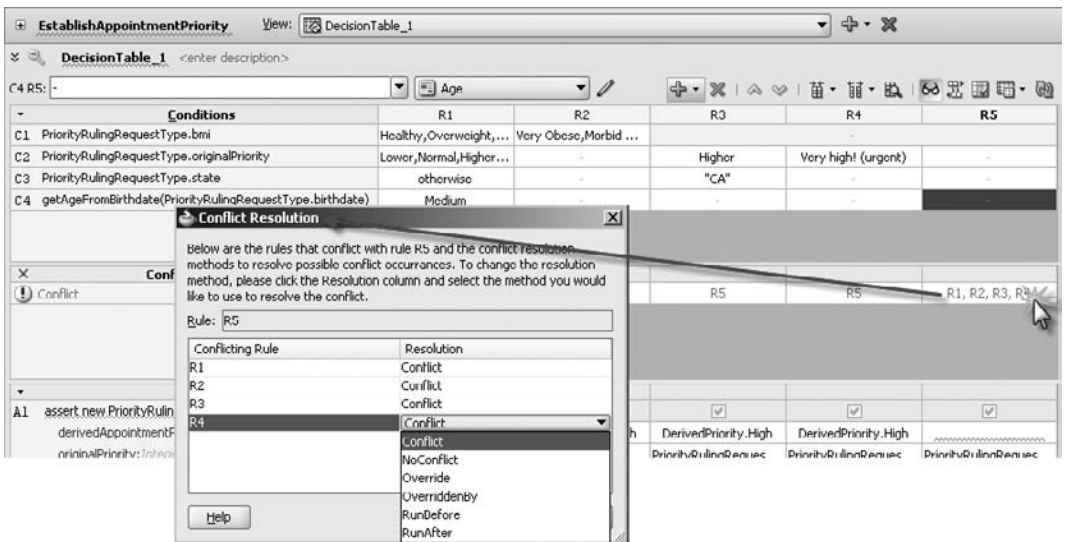 EstablishAppointmentPriority View: DecisionTable_1
DecisionTable_1 <enter description>
C4 R5: - Age
Conditions R1 R2 R3 R4 R5
C1 PriorityRulingRequestType.bmi Healthy,Overweight,... Very Obese,Morbid ... -
C2 PriorityRulingRequestType.originalPriority Lower,Normal,Higher... - Higher Very high! (urgent) -
C3 PriorityRulingRequestType.state otherwise - "CA" - -
C4 getAgeFromBirthdate(PriorityRulingRequestType.birthdate) Medium - - - -
Conflict Resolution
Below are the rules that conflict with rule R5 and the conflict resolution
methods to resolve possible conflict occurrances. To change the resolution
method, please click the Resolution column and select the method you would
like to use to resolve the conflict.
Conf
Conflict R5 R5 R1, R2, R3, R4
Rule: R5
Conflicting Rule Resolution
R1 Conflict
R2 Conflict
R3 Conflict
R4 Conflict
Conflict
NoConflict
Override
OverriddenBy
RunBefore
RunAfter
Help
A1 assert new PriorityRulin
derivedAppointmentP h DerivedPriority.High DerivedPriority.High
originalPriority:Intege PriorityRulingReques PriorityRulingReques PriorityRulingReques